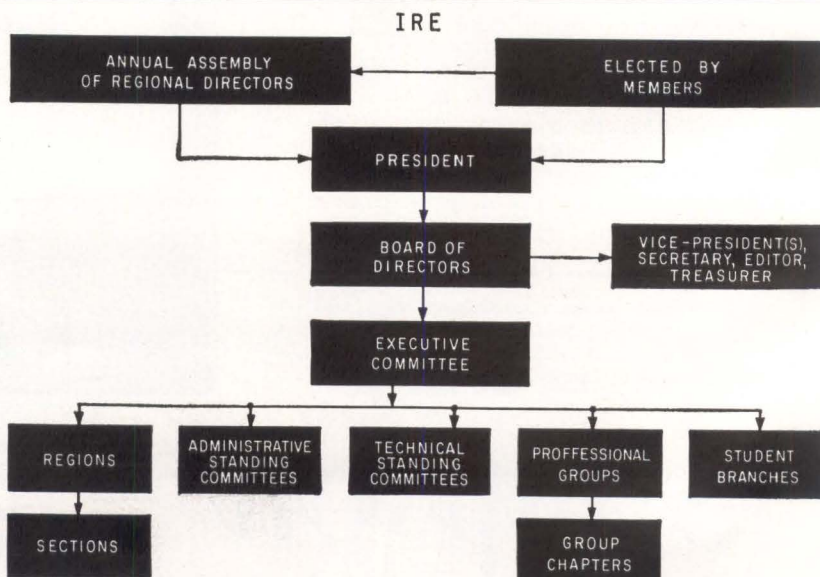 IRE
ANNUAL ASSEMBLY
OF REGIONAL DIRECTORS
ELECTED BY
MEMBERS
PRESIDENT
BOARD OF
DIRECTORS
VICE-PRESIDENT(S),
SECRETARY, EDITOR,
TREASURER
EXECUTIVE
COMMITTEE
REGIONS
ADMINISTRATIVE
STANDING
COMMITTEES
TECHNICAL
STANDING
COMMITTEES
PROFFESSIONAL
GROUPS
STUDENT
BRANCHES
SECTIONS
GROUP
CHAPTERS